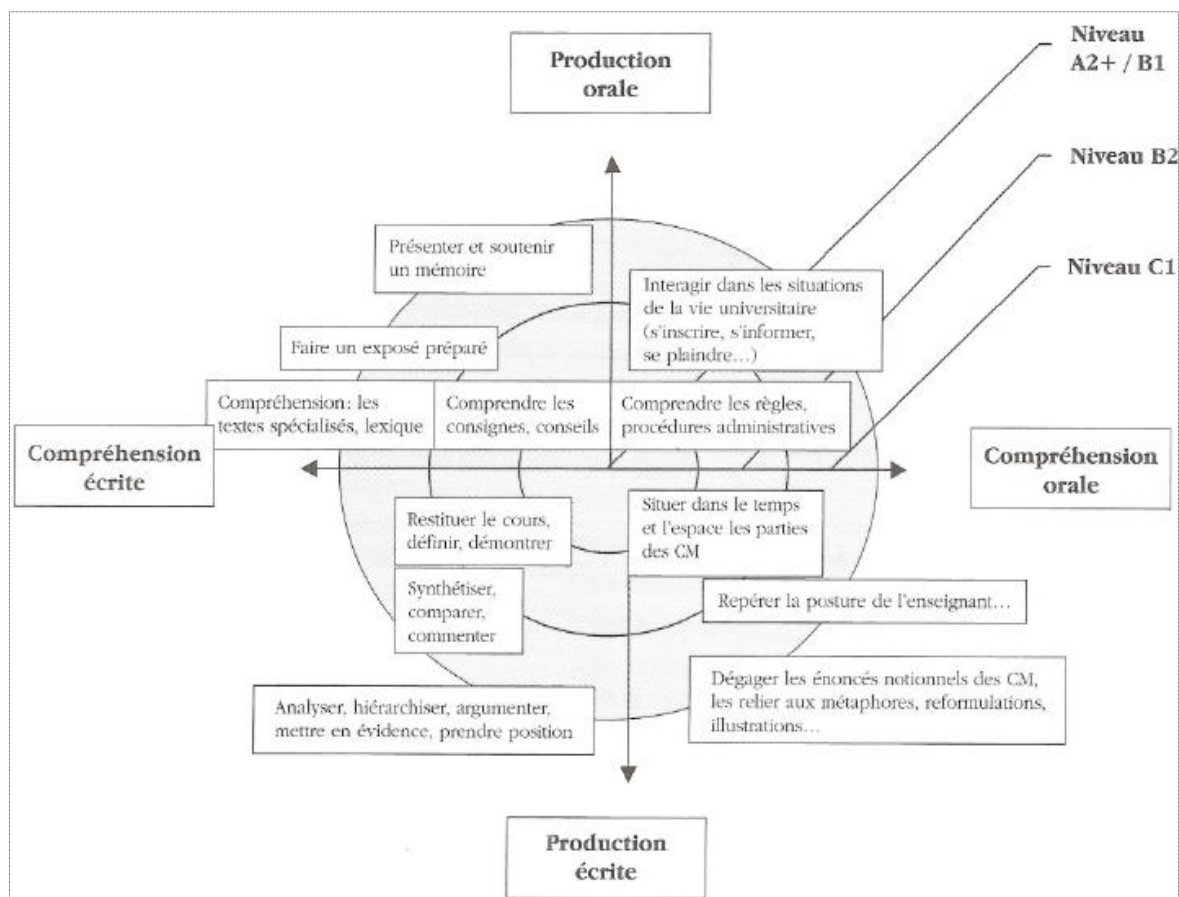 Production
orale
Niveau
A2+ / B1
Niveau B2
Niveau C1
Présenter et soutenir
un mémoire
Interagir dans les situations
de la vie universitaire
(s'inscrire, s'informer,
se plaindre…)
Faire un exposé préparé
Compréhension: les
textes spécialisés, lexique
Comprendre les
consignes, conseils
Comprendre les règles,
procédures administratives
Compréhension
écrite
Compréhension
orale
Restituer le cours,
définir, démontrer
Situer dans le temps
et l'espace les parties
des CM
Synthétiser,
comparer,
commenter
Repérer la posture de l'enseignant…
Analyser, hiérarchiser, argumenter,
mettre en évidence, prendre position
Dégager les énoncés notionnels des CM,
les relier aux métaphores, reformulations,
illustrations…
Production
écrite